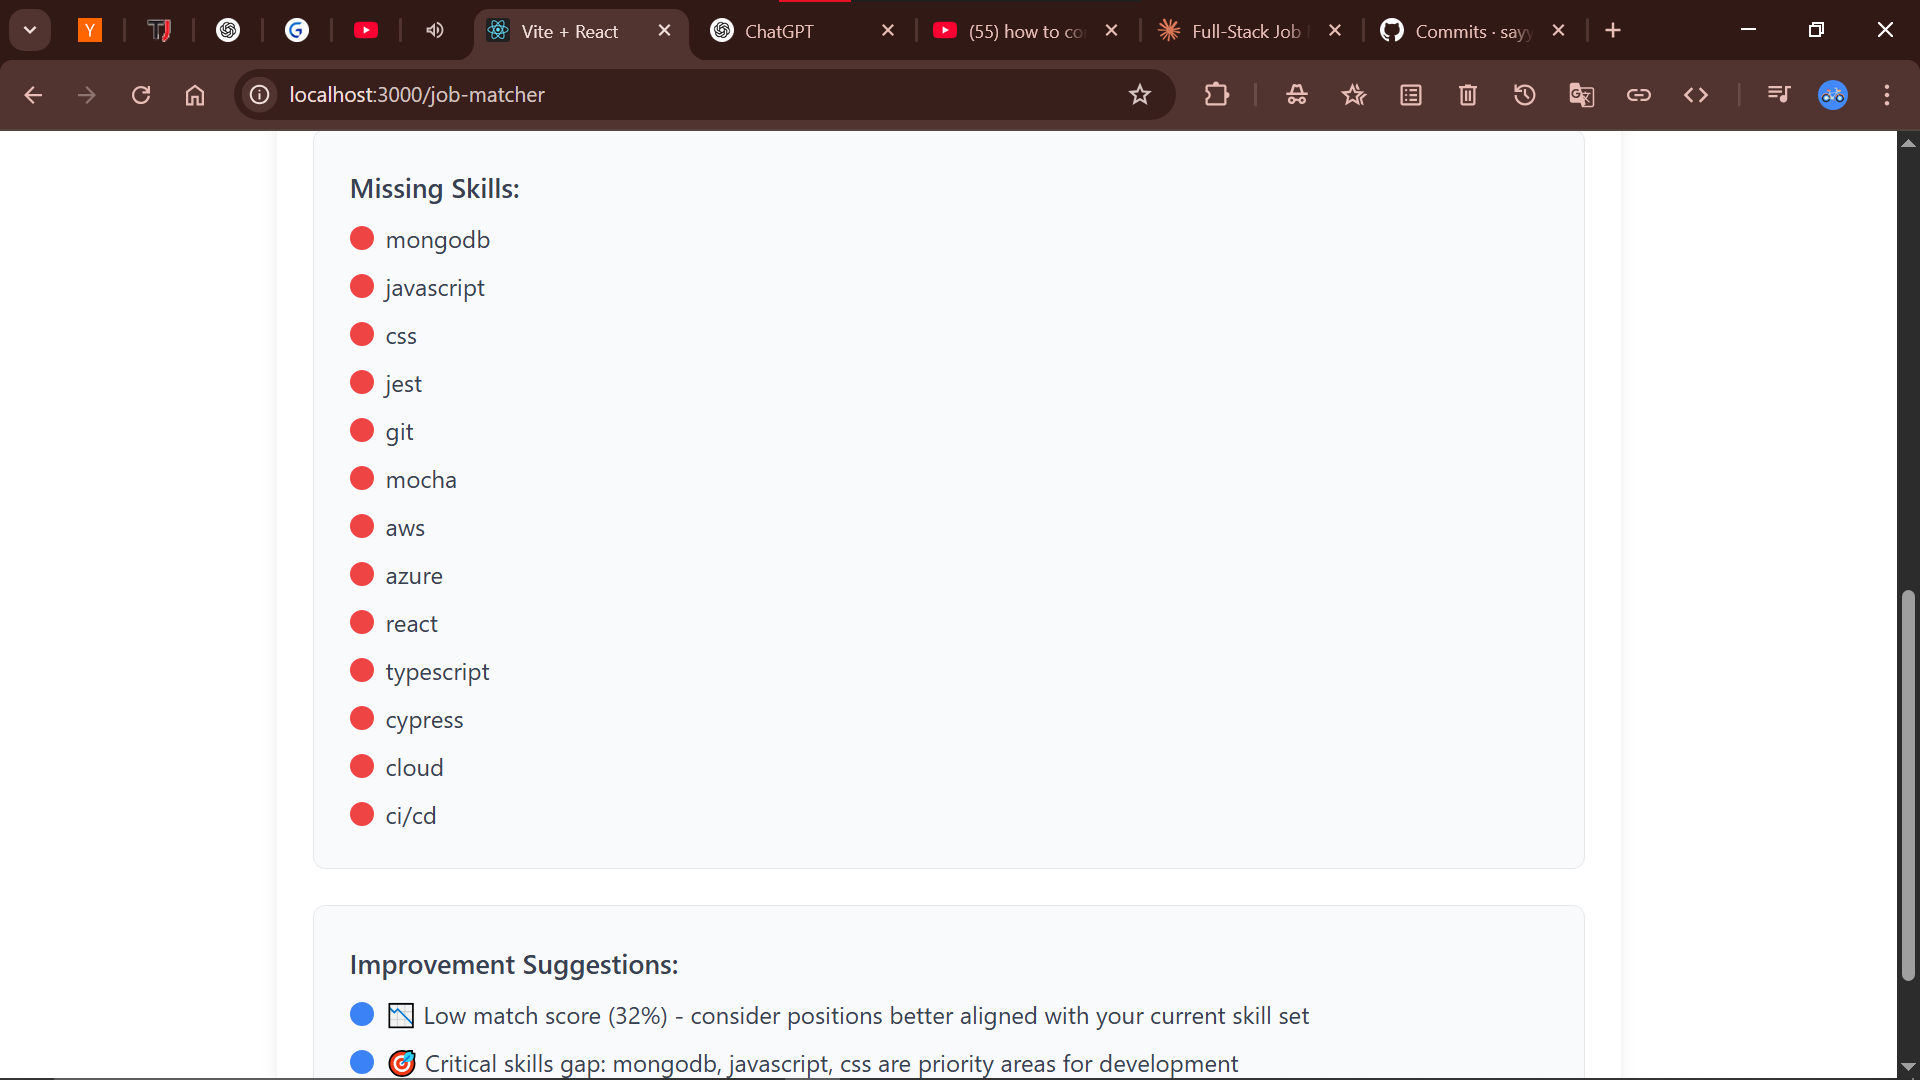 Y
TJ
Vite + React
ChatGPT
(55) how to co
Full-Stack Job
Commits · sayy
localhost:3000/job-matcher
Missing Skills:
mongodb
javascript
css
jest
git
mocha
aws
azure
react
typescript
cypress
cloud
ci/cd
Improvement Suggestions:
Low match score (32%) - consider positions better aligned with your current skill set
Critical skills gap: mongodb, javascript, css are priority areas for development